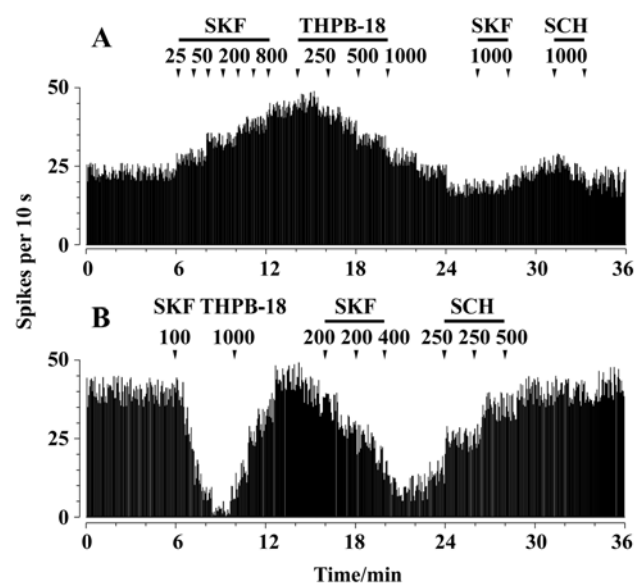 A SKF THPB-18 SKF SCH
25 50 200 800 250 500 1000 1000 1000
50
25
0
0 6 12 18 24 30 36
Spikes per 10 s
B SKF THPB-18 SKF SCH
100 1000 200 200 400 250 250 500
50
25
0
0 6 12 18 24 30 36
Time/min